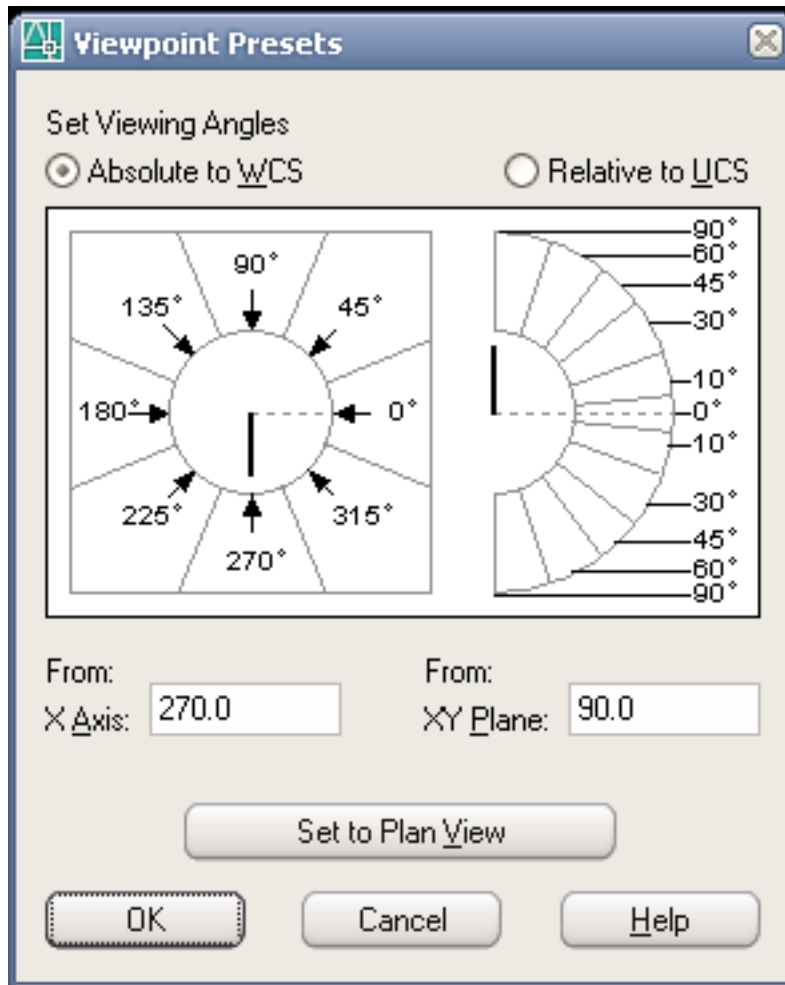 Viewpoint Presets
Set Viewing Angles
Absolute to WCS
Relative to UCS
90°
135°
45°
180°
0°
225°
315°
270°
90°
60°
45°
30°
10°
0°
10°
30°
45°
60°
90°
From:
X Axis: 270.0
From:
XY Plane: 90.0
Set to Plan View
OK
Cancel
Help